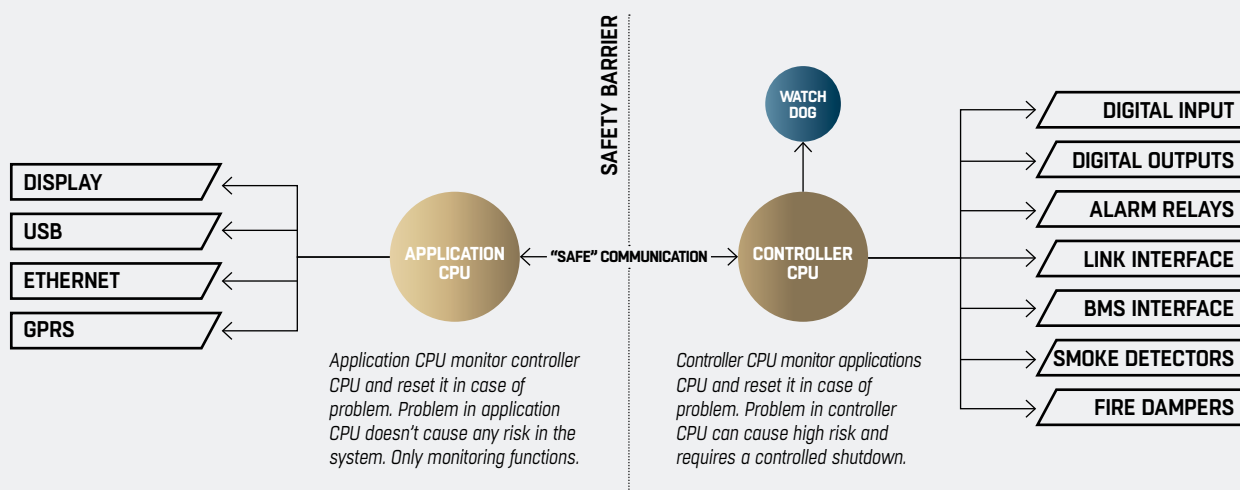 SAFETY BARRIER
WATCH
DOG
DISPLAY
USB
ETHERNET
GPRS
APPLICATION
CPU
“SAFE” COMMUNICATION
CONTROLLER
CPU
DIGITAL INPUT
DIGITAL OUTPUTS
ALARM RELAYS
LINK INTERFACE
BMS INTERFACE
SMOKE DETECTORS
FIRE DAMPERS
Application CPU monitor controller
CPU and reset it in case of
problem. Problem in application
CPU doesn’t cause any risk in the
system. Only monitoring functions.
Controller CPU monitor applications
CPU and reset it in case of
problem. Problem in controller
CPU can cause high risk and
requires a controlled shutdown.